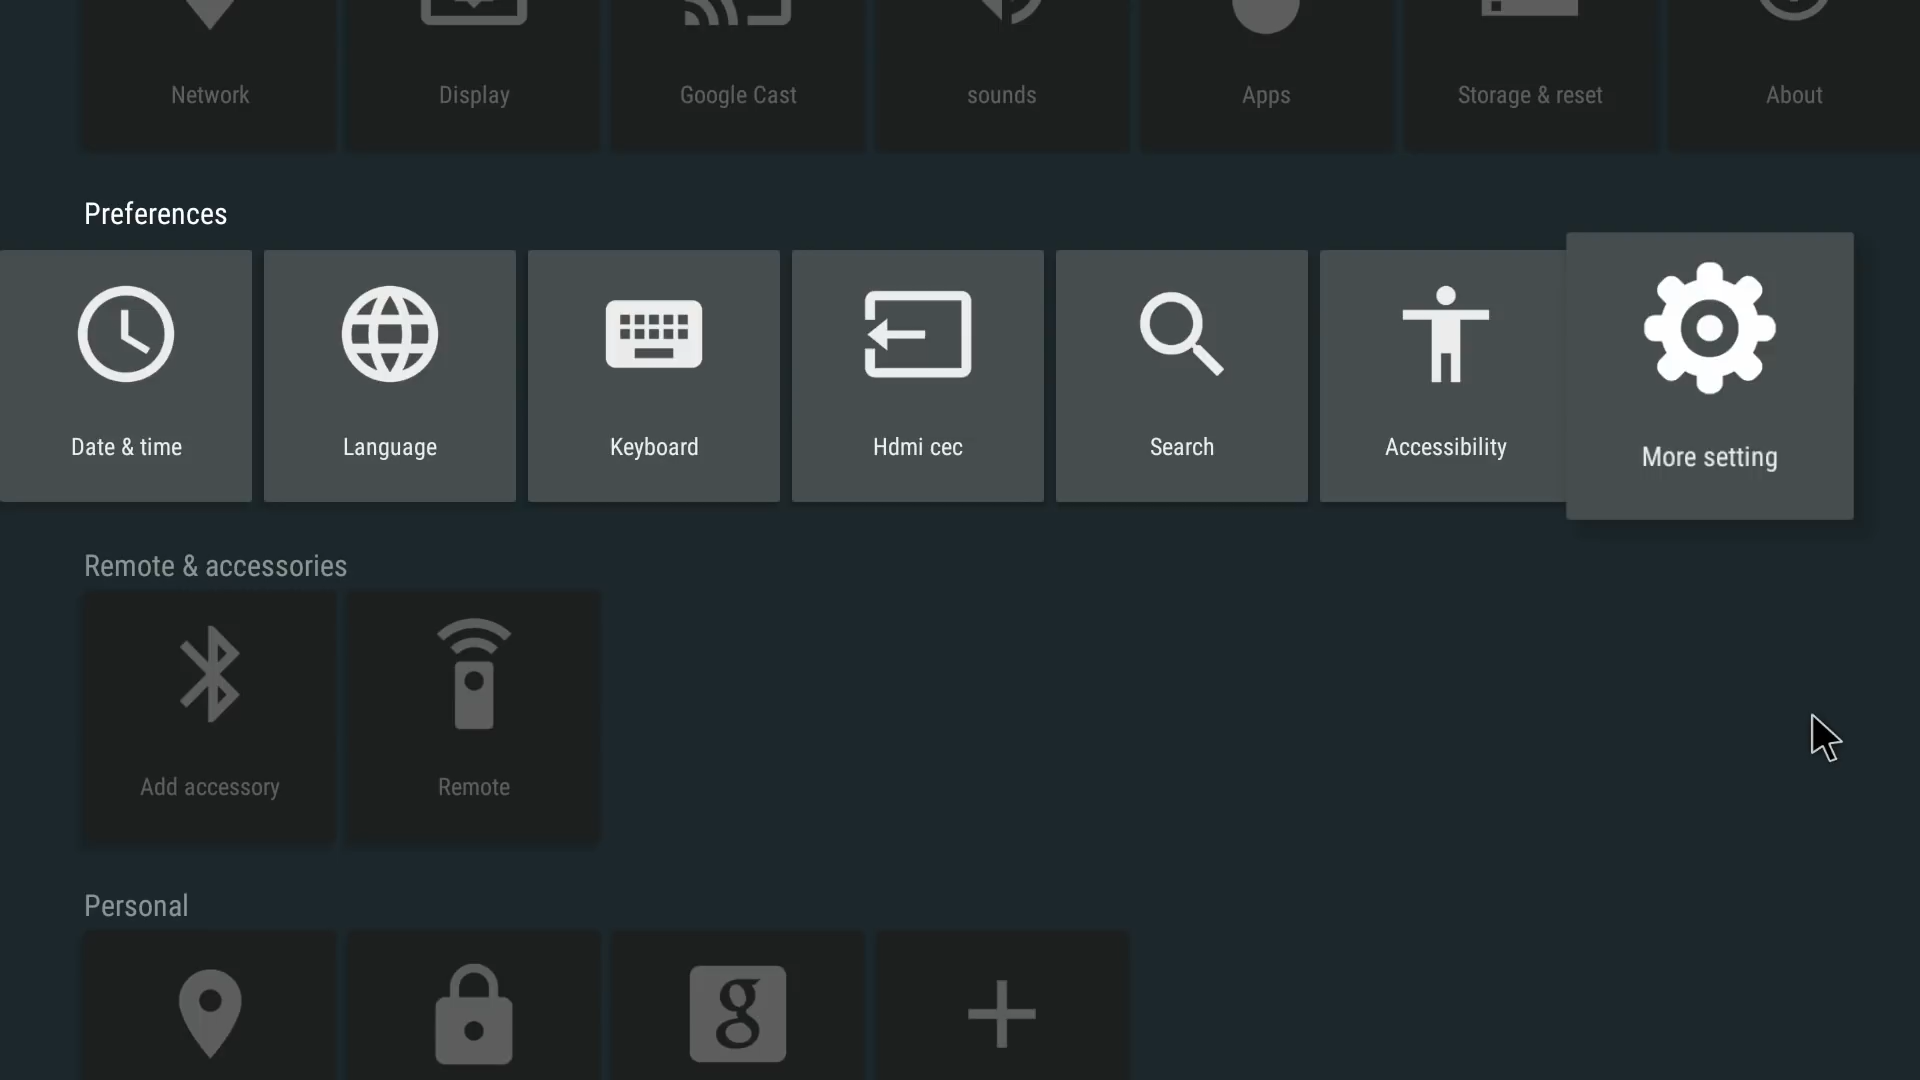 Network
Display
Google Cast
sounds
Apps
Storage & reset
About
Preferences
Date & time
Language
Keyboard
Hdmi cec
Search
Accessibility
More setting
Remote & accessories
Add accessory
Remote
Personal
g